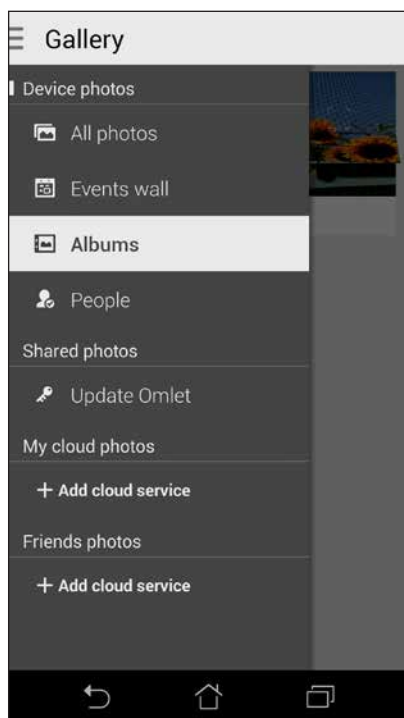 Gallery
Device photos
All photos
Events wall
Albums
People
Shared photos
Update Omlet
My cloud photos
+ Add cloud service
Friends photos
+ Add cloud service